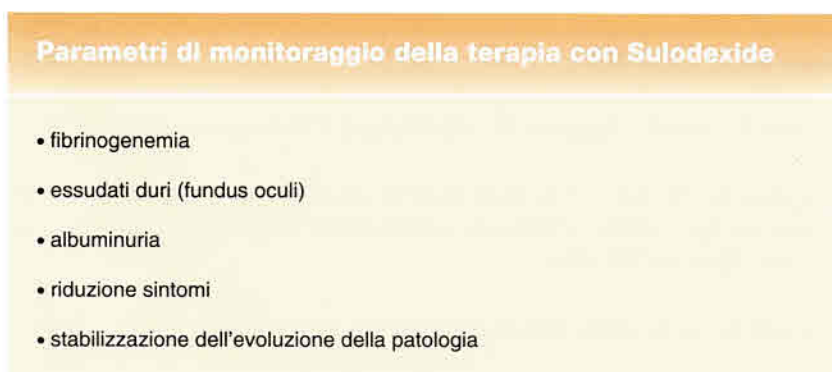 Parametri di monitoraggio della terapia con Sulodexide
• fibrinogenemia
• essudati duri (fundus oculi)
• albuminuria
• riduzione sintomi
• stabilizzazione dell'evoluzione della patologia